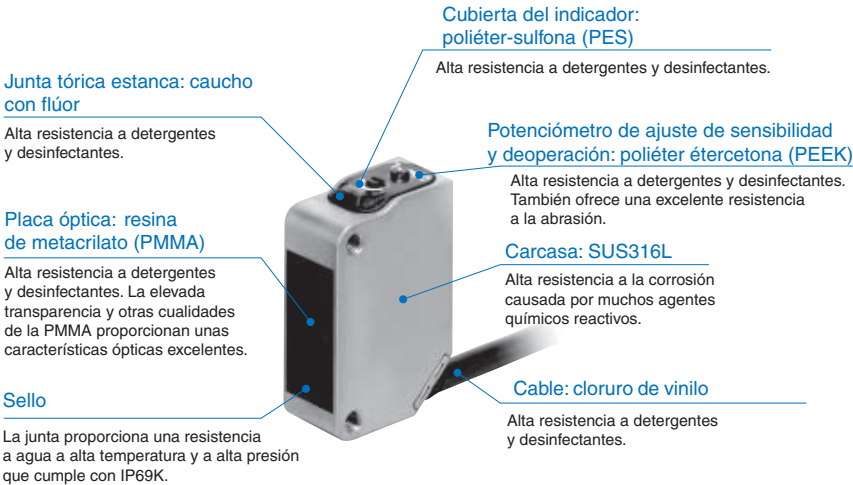 Cubierta del indicador:
poliéter-sulfona (PES)
Alta resistencia a detergentes y desinfectantes.
Junta tórica estanca: caucho
con flúor
Alta resistencia a detergentes
y desinfectantes.
Potenciómetro de ajuste de sensibilidad
y deoperación: poliéter étercetona (PEEK)
Alta resistencia a detergentes y desinfectantes.
También ofrece una excelente resistencia
a la abrasión.
Placa óptica: resina
de metacrilato (PMMA)
Alta resistencia a detergentes
y desinfectantes. La elevada
transparencia y otras cualidades
de la PMMA proporcionan unas
características ópticas excelentes.
Carcasa: SUS316L
Alta resistencia a la corrosión
causada por muchos agentes
químicos reactivos.
Sello
La junta proporciona una resistencia
a agua a alta temperatura y a alta presión
que cumple con IP69K.
Cable: cloruro de vinilo
Alta resistencia a detergentes
y desinfectantes.